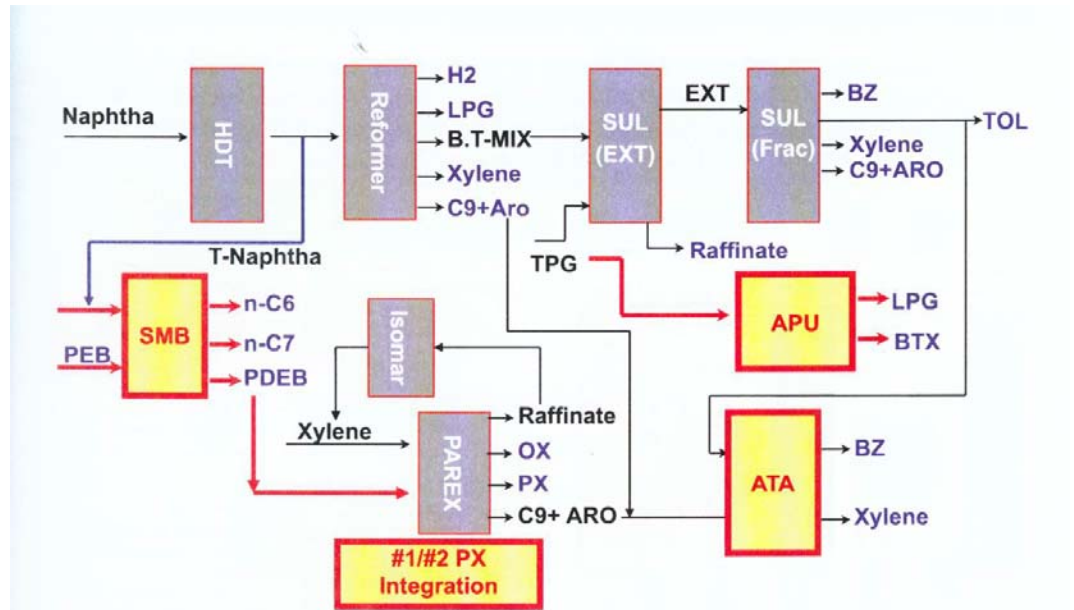 Naphtha
HDT
Reformer
H2
LPG
B.T-MIX
Xylene
C9+Aro
SUL
(EXT)
EXT
SUL
(Frac)
BZ
TOL
Xylene
C9+ARO
T-Naphtha
TPG
Raffinate
SMB
PEB
n-C6
n-C7
PDEB
Isomar
APU
LPG
BTX
Xylene
PAREX
Raffinate
OX
PX
C9+ ARO
ATA
BZ
Xylene
#1/#2 PX
Integration